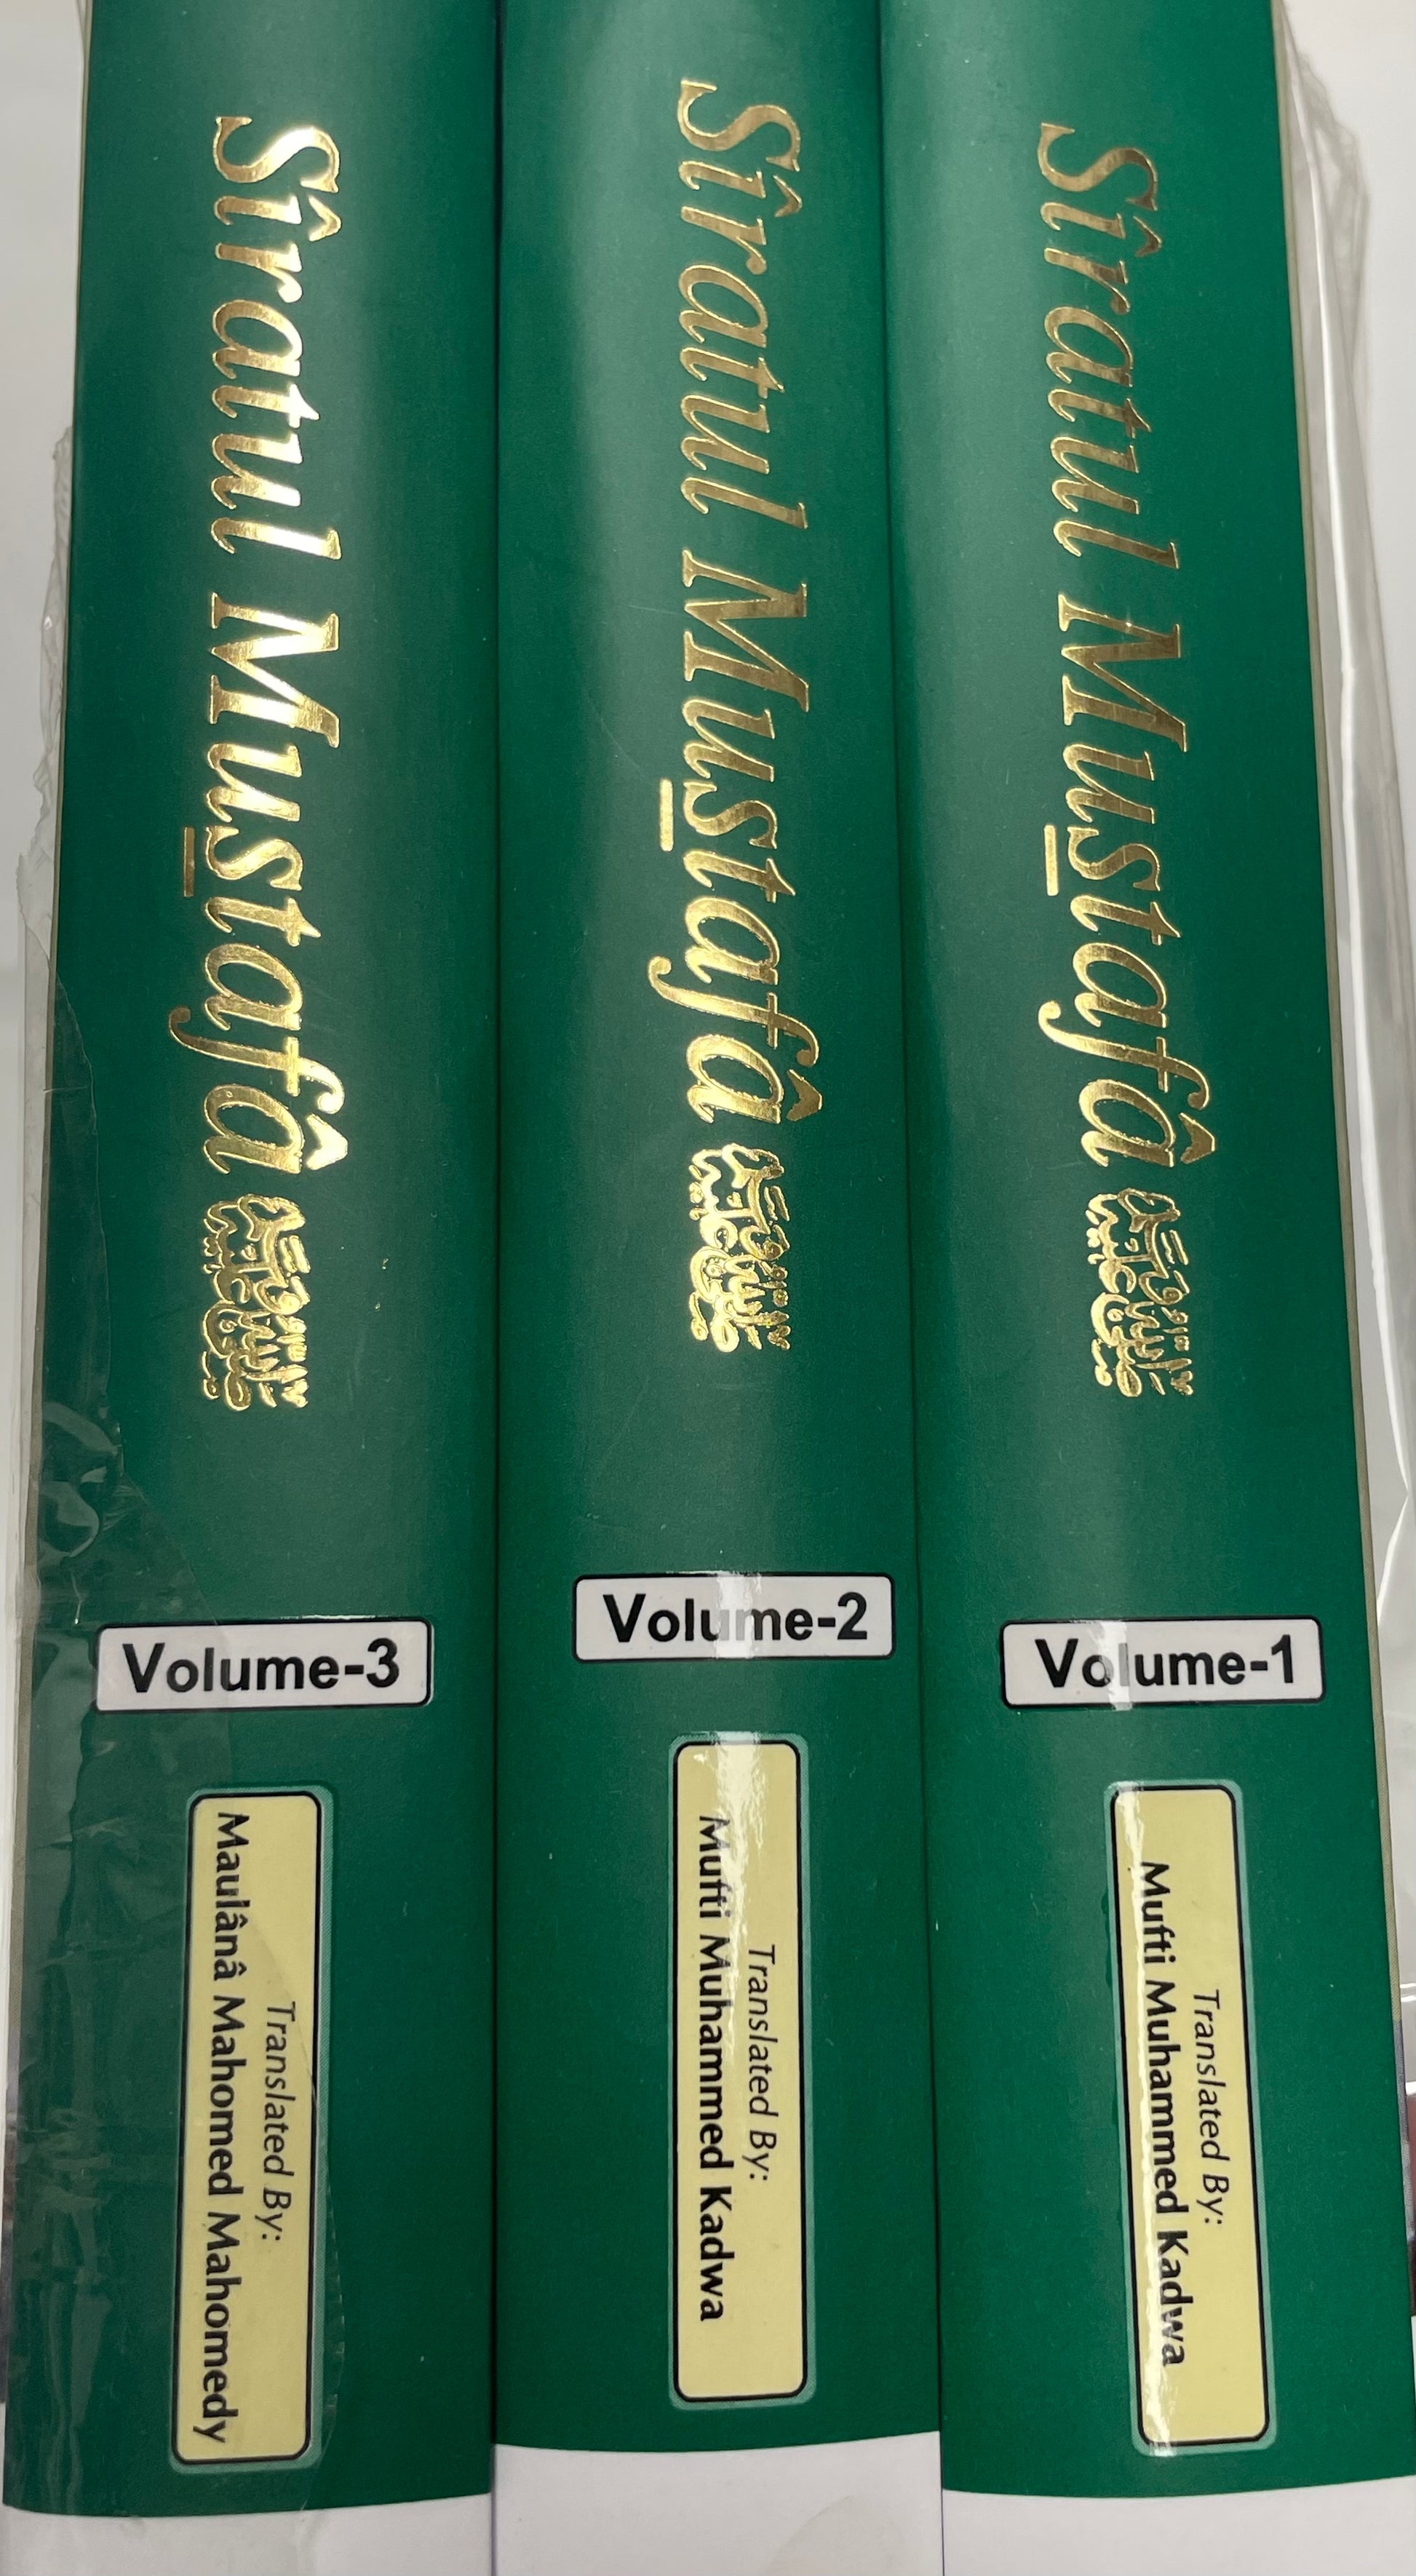 Sîratul Mustafâ
Volume-3
Translated By:
Maulânâ Mahomed Mahomedy
Sîratul Mustafâ
Volume-2
Translated By:
Mufti Muhammed Kadwa
Sîratul Mustafâ
Volume-1
Translated By:
Mufti Muhammed Kadwa